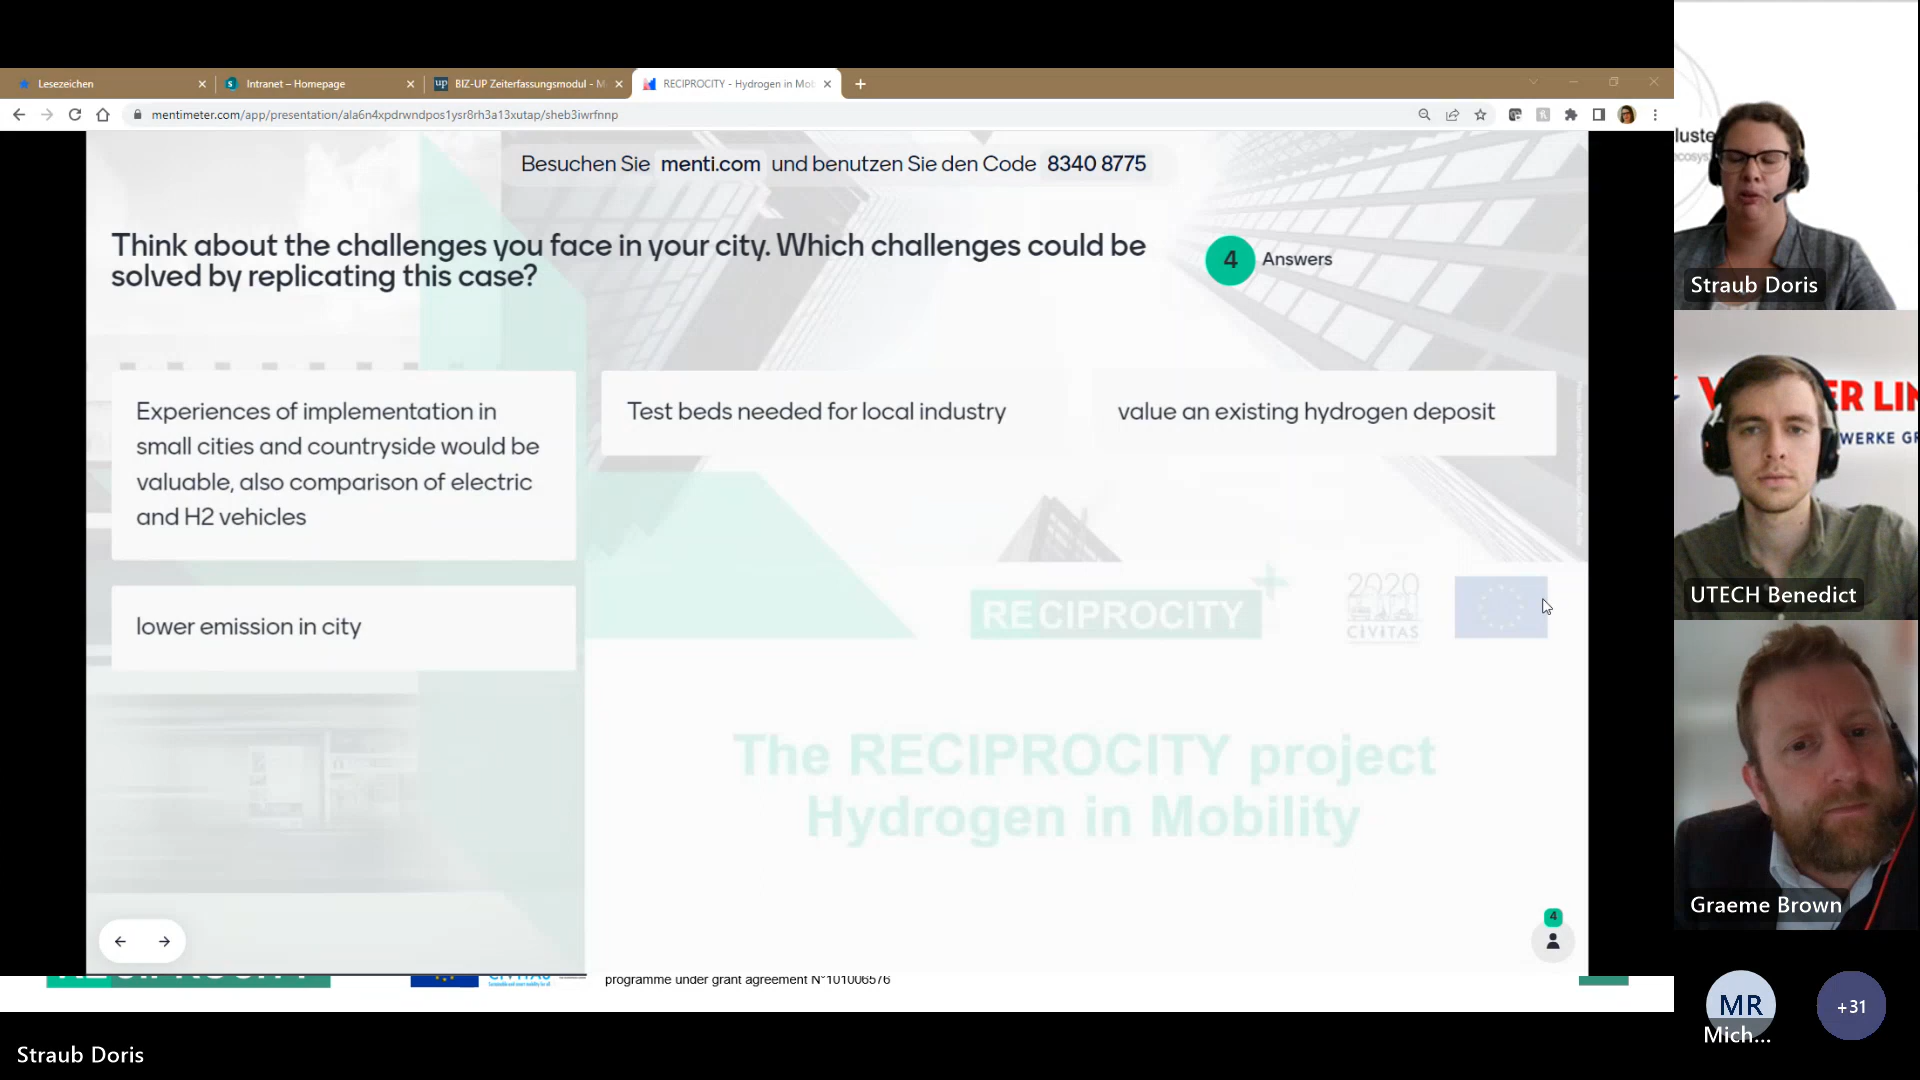 Lesezeichen
Intranet – Homepage
BIZ-UP Zeiterfassungsmodul - M
RECIPROCITY - Hydrogen in Mob
mentimeter.com/app/presentation/ala6n4xpdrwndpos1ysr8rh3a13xutap/sheb3iwrfnnp
Besuchen Sie menti.com und benutzen Sie den Code 8340 8775
Think about the challenges you face in your city. Which challenges could be
solved by replicating this case?
4 Answers
Experiences of implementation in
small cities and countryside would be
valuable, also comparison of electric
and H2 vehicles
Test beds needed for local industry
value an existing hydrogen deposit
lower emission in city
RECIPROCITY
2020
CIVITAS
The RECIPROCITY project
Hydrogen in Mobility
4
programme under grant agreement N°101006576
Straub Doris
UTECH Benedict
Graeme Brown
MR
Mich...
+31
Straub Doris